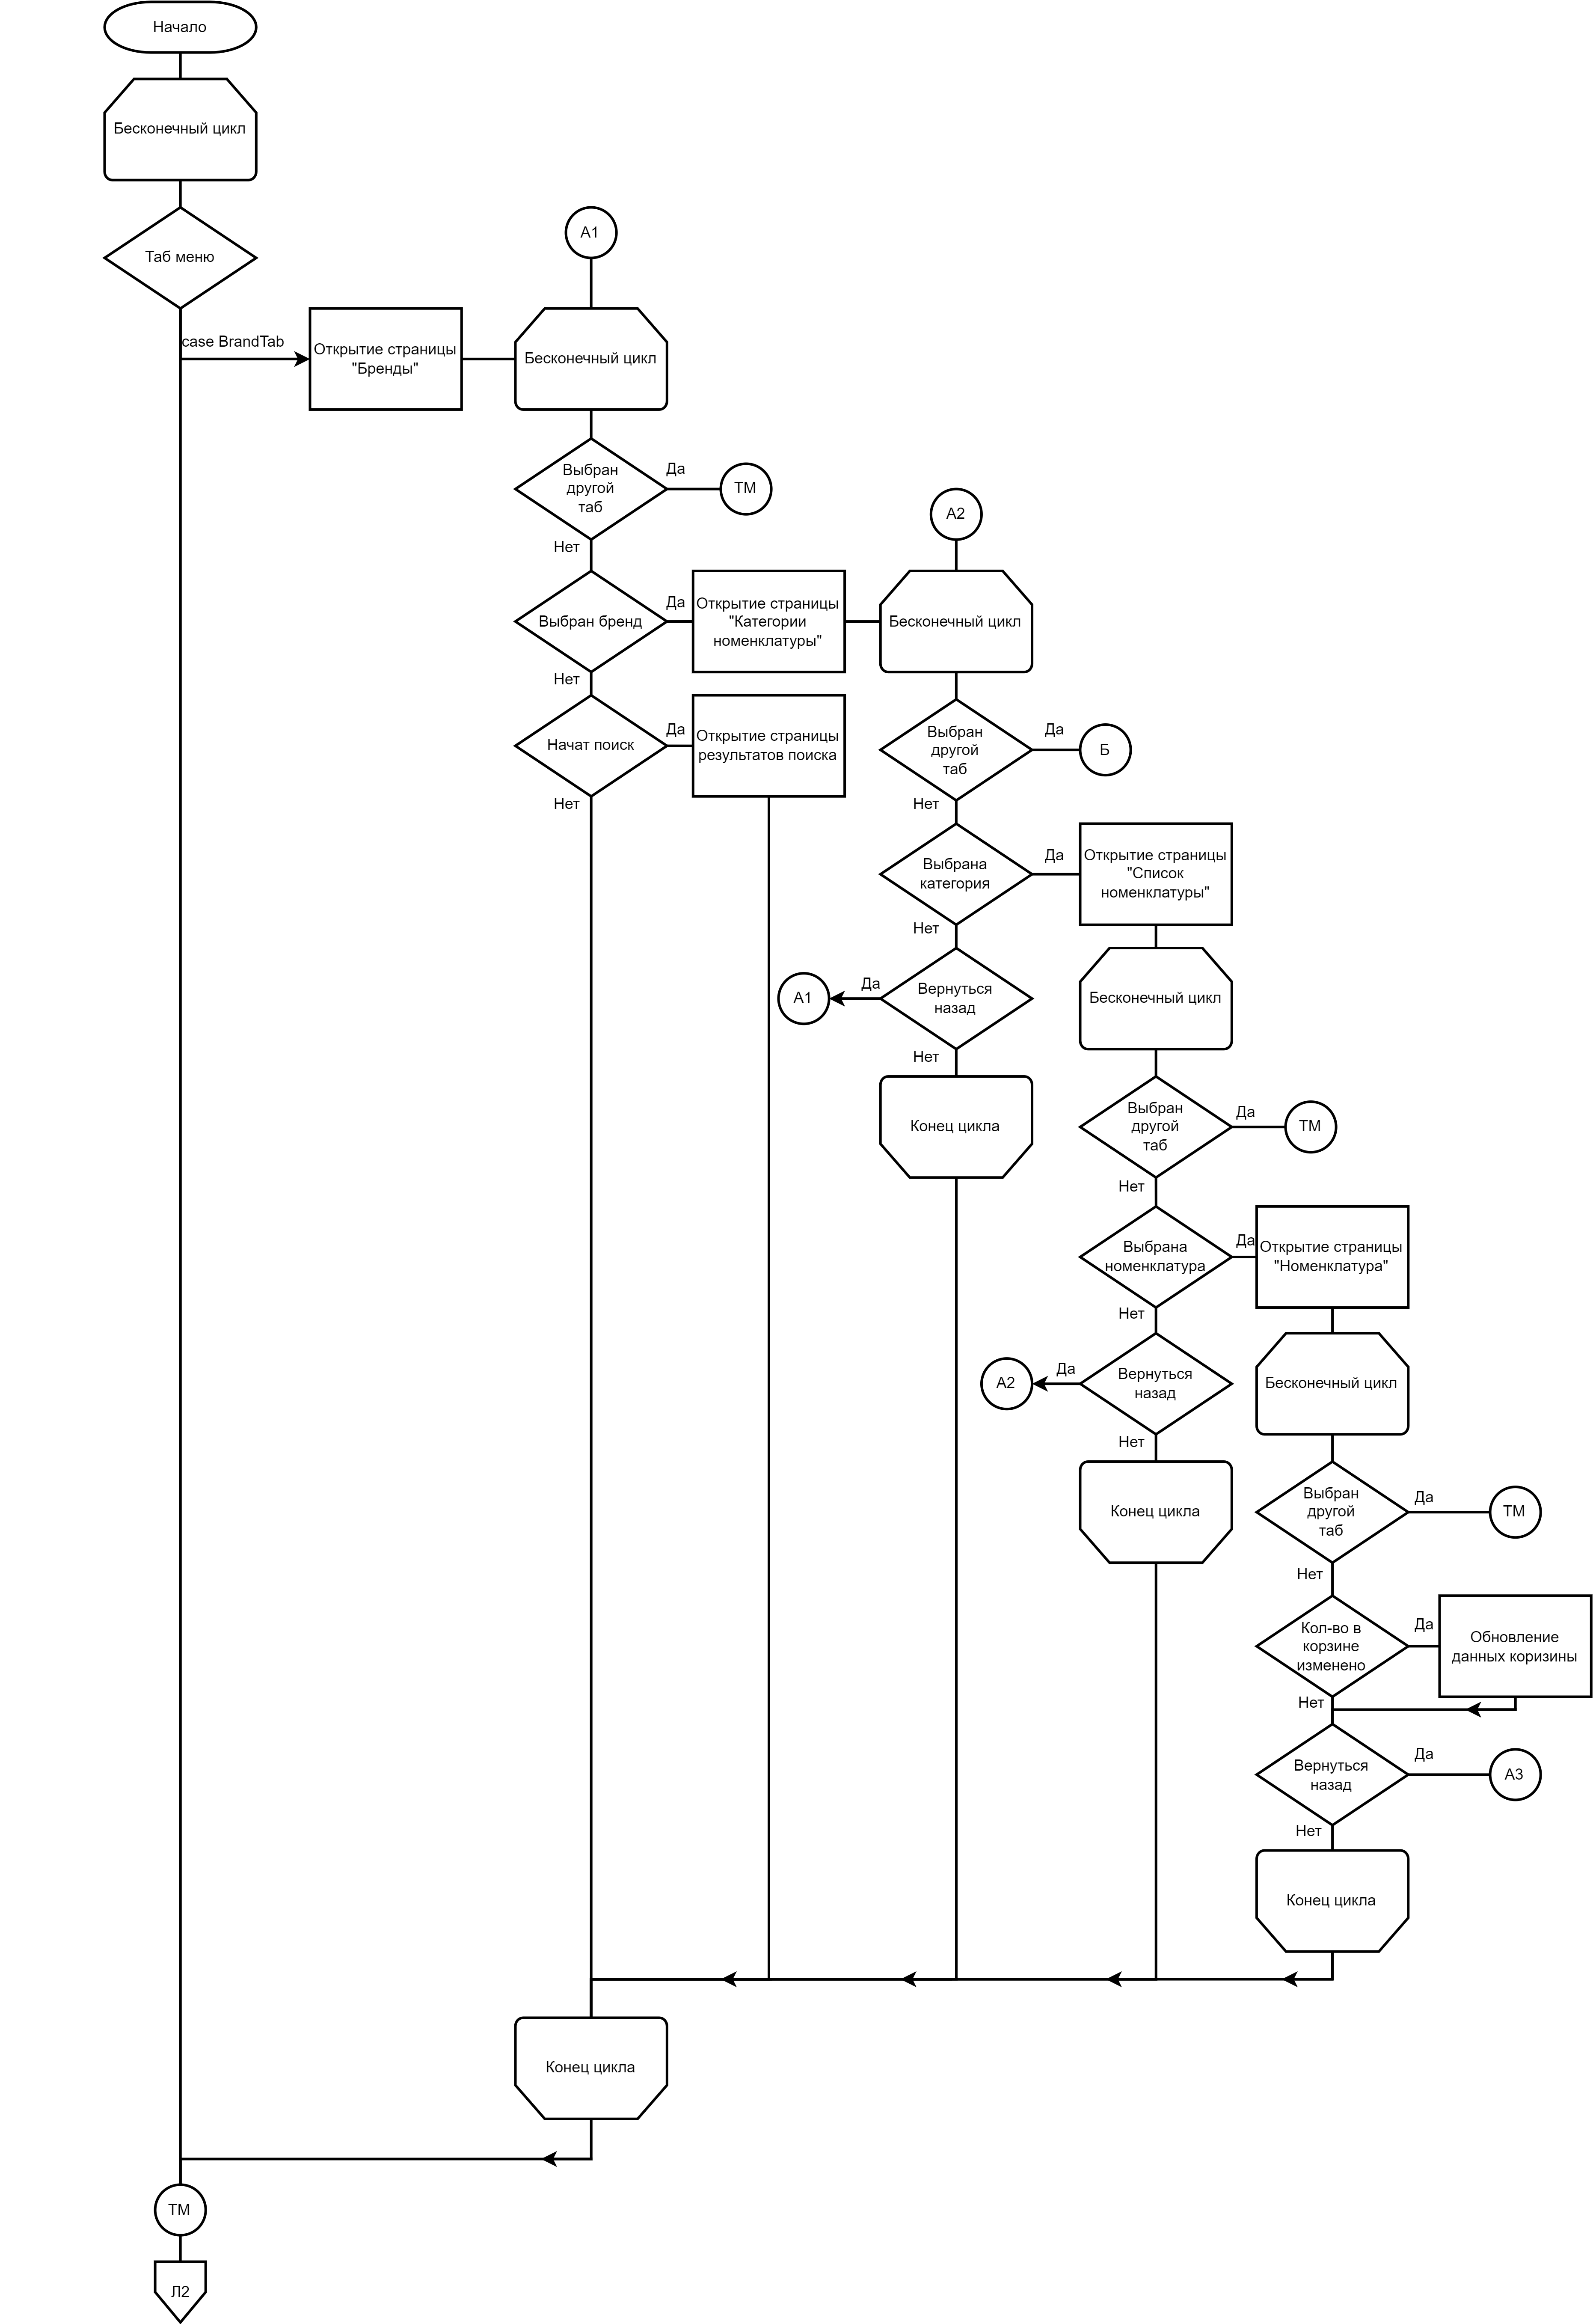 Начало
Бесконечный цикл
Таб меню
case BrandTab
Открытие страницы
"Бренды"
А1
Бесконечный цикл
Выбран
другой
таб
Да
ТМ
Нет
Выбран бренд
Да
Открытие страницы
"Категории
номенклатуры"
Нет
Начат поиск
Да
Открытие страницы
результатов поиска
Нет
А2
Бесконечный цикл
Выбран
другой
таб
Да
Б
Нет
Выбрана
категория
Да
Открытие страницы
"Список
номенклатуры"
Нет
Вернуться
назад
Да
А1
Нет
Конец цикла
Бесконечный цикл
Выбран
другой
таб
Да
ТМ
Нет
Выбрана
номенклатура
Да
Открытие страницы
"Номенклатура"
Нет
Вернуться
назад
Да
А2
Нет
Конец цикла
Бесконечный цикл
Выбран
другой
таб
Да
ТМ
Нет
Кол-во в
корзине
изменено
Да
Обновление
данных коризины
Нет
Вернуться
назад
Да
А3
Нет
Конец цикла
Конец цикла
ТМ
Л2